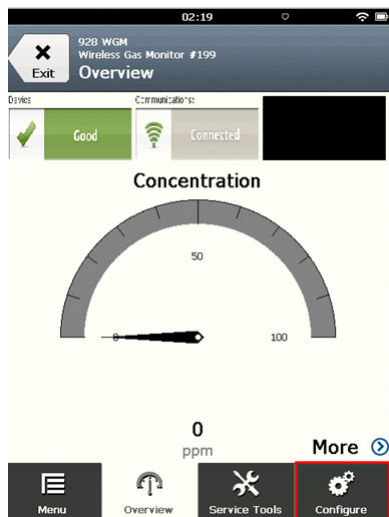 02:19
928 WGM
Wireless Gas Monitor #199
Exit
Overview
Device
Communications:
Good
Connected
Concentration
50
0
100
0
ppm
More
Menu
Overview
Service Tools
Configure